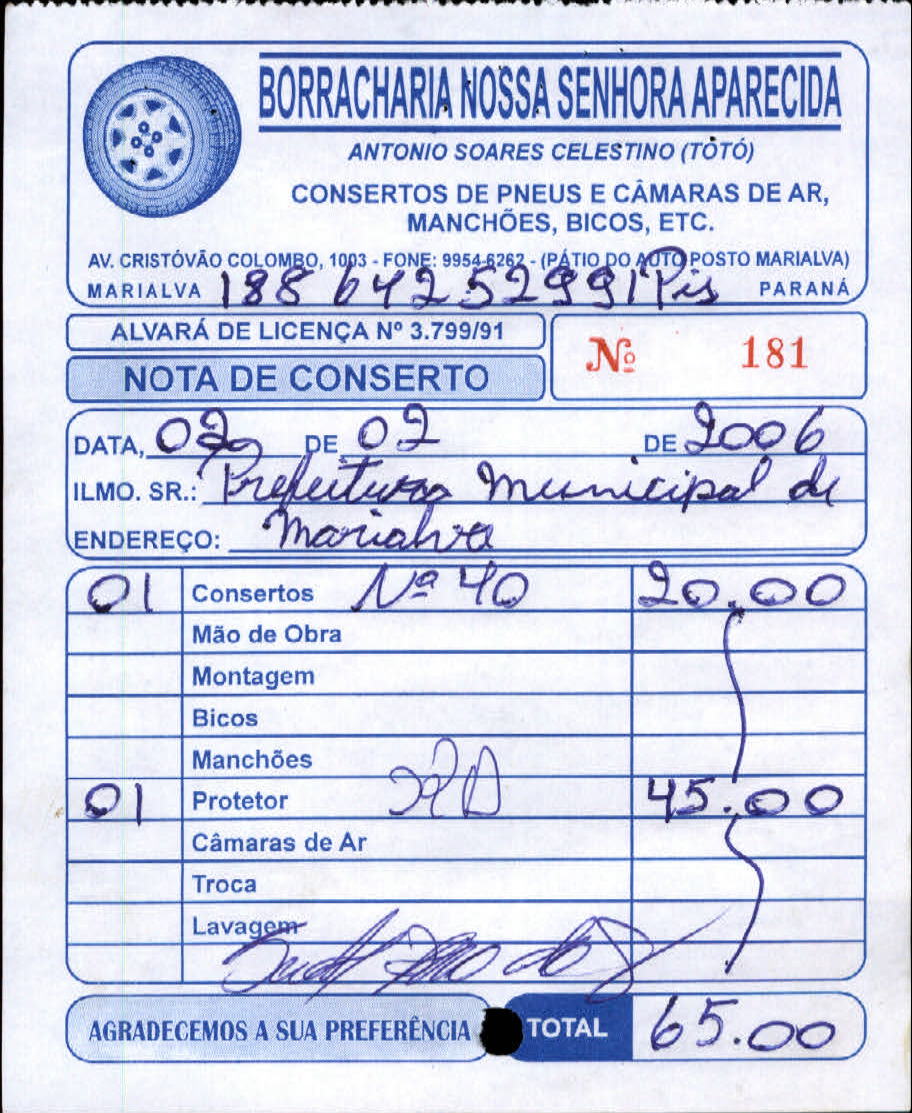 BORRACHARIA NOSSA SENHORA APARECIDA
ANTONIO SOARES CELESTINO (TOTÓ)
CONSERTOS DE PNEUS E CÂMARAS DE AR,
MANCHÕES, BICOS, ETC.
AV. CRISTÓVÃO COLOMBO, 1003 - FONE: 9954-6262 - (PÁTIO DO AUTO POSTO MARIALVA)
MARIALVA 188 642 52991 Pis PARANÁ
ALVARÁ DE LICENÇA Nº 3.799/91
Nº 181
NOTA DE CONSERTO
DATA, DE 02 DE 2006
ILMO. SR.: Prefeitura Municipal de
ENDEREÇO: Marialva
01 Consertos Nº 40 20,00
Mão de Obra
Montagem
Bicos
Manchões
01 Protetor 45.00
Câmaras de Ar
Troca
Lavagem
AGRADECEMOS A SUA PREFERÊNCIA TOTAL 65.00